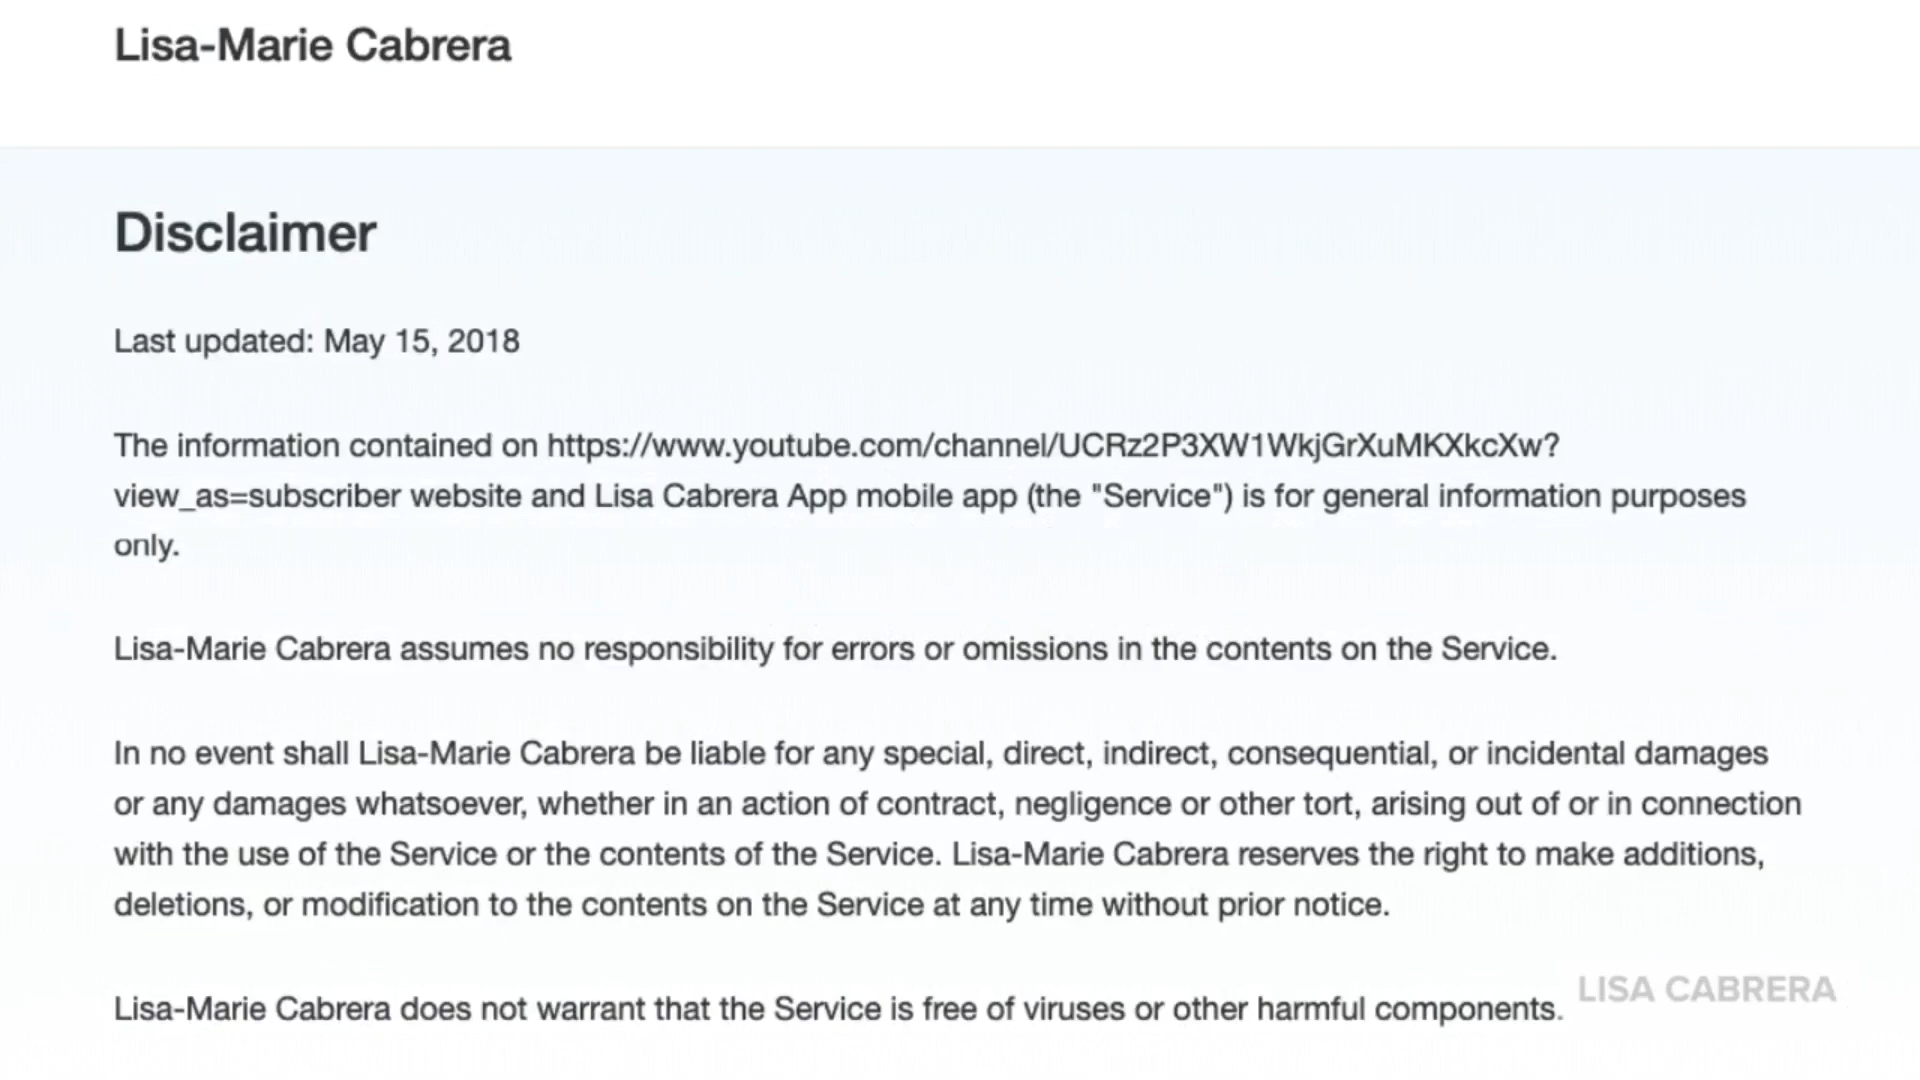 Lisa-Marie Cabrera
Disclaimer
Last updated: May 15, 2018
The information contained on https://www.youtube.com/channel/UCRz2P3XW1WkjGrXuMKXkcXw?
view_as=subscriber website and Lisa Cabrera App mobile app (the "Service") is for general information purposes
only.
Lisa-Marie Cabrera assumes no responsibility for errors or omissions in the contents on the Service.
In no event shall Lisa-Marie Cabrera be liable for any special, direct, indirect, consequential, or incidental damages
or any damages whatsoever, whether in an action of contract, negligence or other tort, arising out of or in connection
with the use of the Service or the contents of the Service. Lisa-Marie Cabrera reserves the right to make additions,
deletions, or modification to the contents on the Service at any time without prior notice.
Lisa-Marie Cabrera does not warrant that the Service is free of viruses or other harmful components.
LISA CABRERA